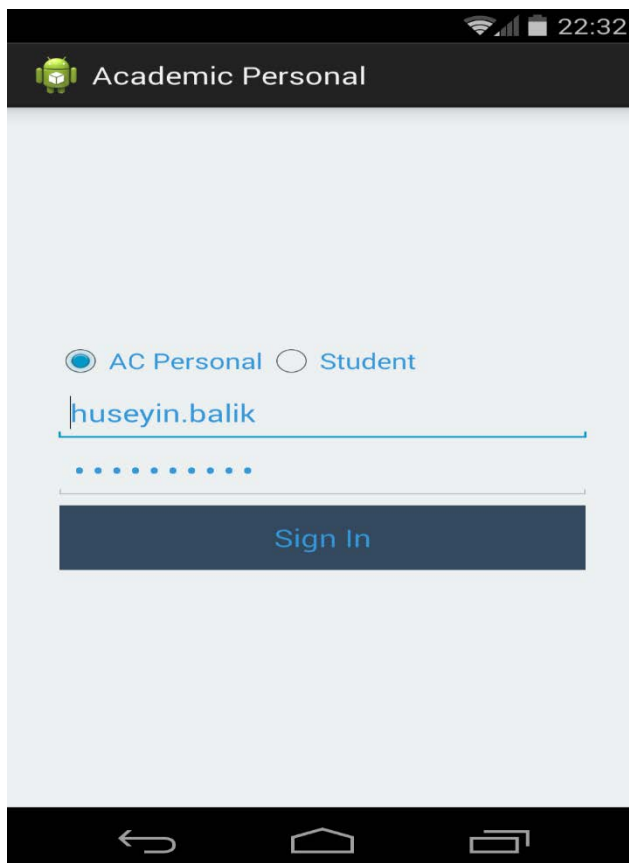 22:32
Academic Personal
AC Personal Student
huseyin.balik
••••••••••
Sign In